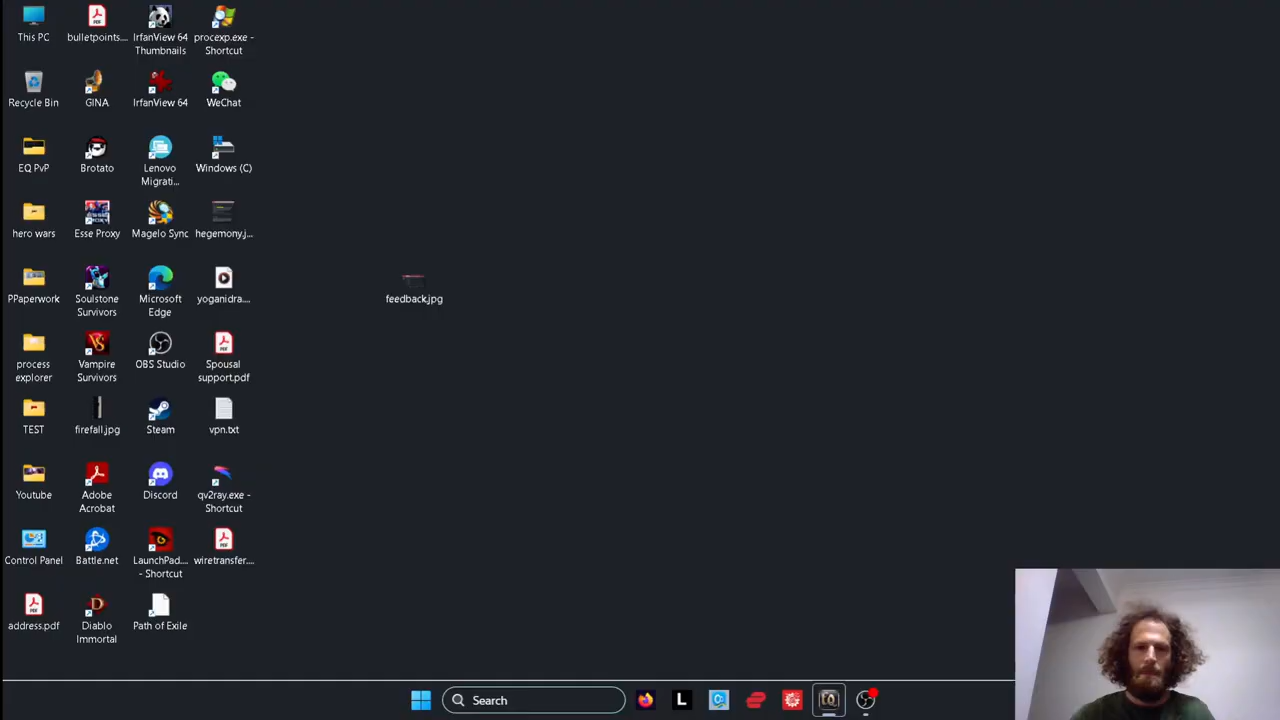 This PC
bulletpoints....
IrfanView 64
Thumbnails
procexp.exe -
Shortcut
Recycle Bin
GINA
IrfanView 64
WeChat
EQ PvP
Brotato
Lenovo
Migrati...
Windows (C)
hero wars
Esse Proxy
Magelo Sync
hegemony.j...
PPaperwork
Soulstone
Survivors
Microsoft
Edge
yoganidra....
feedback.jpg
process
explorer
Vampire
Survivors
OBS Studio
Spousal
support.pdf
TEST
firefall.jpg
Steam
vpn.txt
Youtube
Adobe
Acrobat
Discord
qv2ray.exe -
Shortcut
Control Panel
Battle.net
LaunchPad....
- Shortcut
wiretransfer....
address.pdf
Diablo
Immortal
Path of Exile
Search